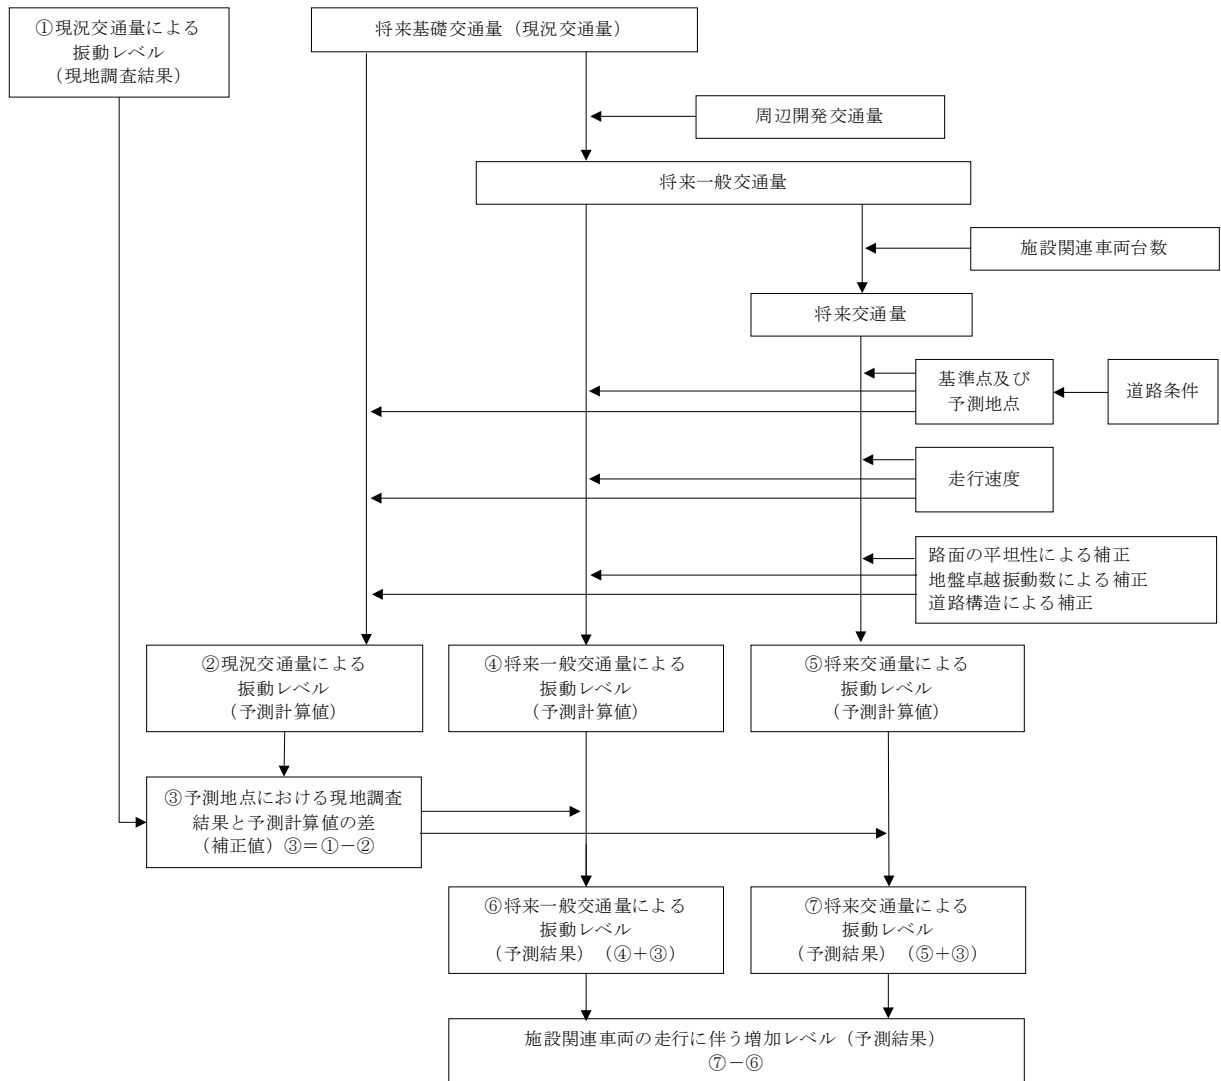 ①現況交通量による
振動レベル
（現地調査結果）
将来基礎交通量（現況交通量）
周辺開発交通量
将来一般交通量
施設関連車両台数
将来交通量
基準点及び
予測地点
道路条件
走行速度
路面の平坦性による補正
地盤卓越振動数による補正
道路構造による補正
②現況交通量による
振動レベル
（予測計算値）
④将来一般交通量による
振動レベル
（予測計算値）
⑤将来交通量による
振動レベル
（予測計算値）
③予測地点における現地調査
結果と予測計算値の差
（補正値）③＝①－②
⑥将来一般交通量による
振動レベル
（予測結果）（④＋③）
⑦将来交通量による
振動レベル
（予測結果）（⑤＋③）
施設関連車両の走行に伴う増加レベル（予測結果）
⑦－⑥